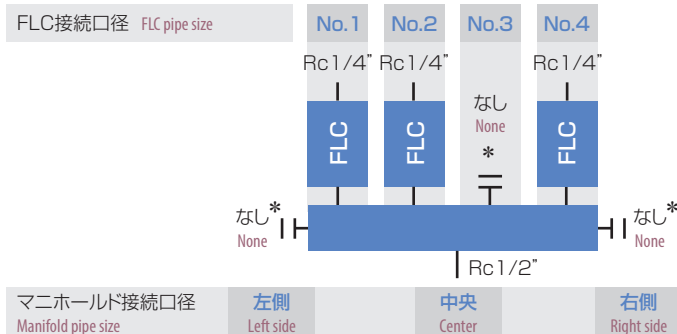 FLC接続口径 FLC pipe size No.1 No.2 No.3 No.4
Rc1/4” Rc1/4” Rc1/4”
なし
None
*
FLC FLC FLC
なし* なし*
None None
Rc1/2”
マニホールド接続口径 左側 中央 右側
Manifold pipe size Left side Center Right side